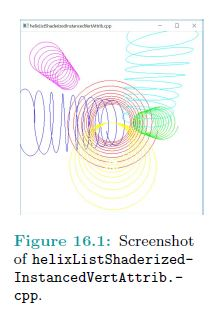 helixListShaderizedInstancedVertAttrib.cpp
Figure 16.1: Screenshot
of helixListShaderized-
InstancedVertAttrib.-
cpp.